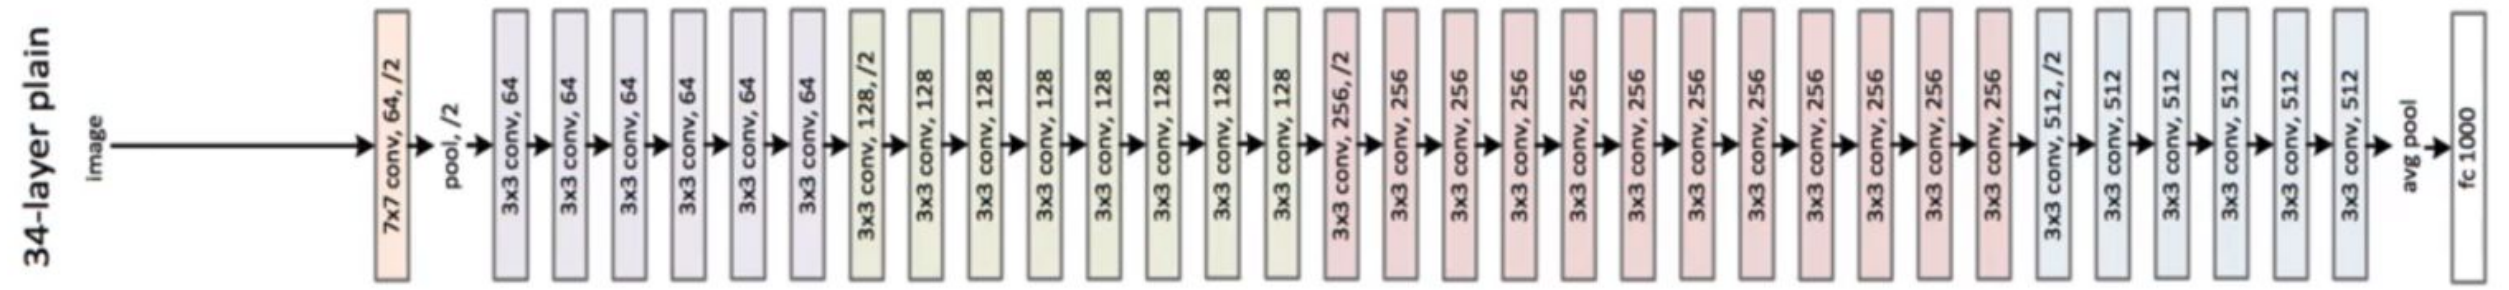 34-layer plain
image
7x7 conv, 64, /2
pool, /2
3x3 conv, 64
3x3 conv, 64
3x3 conv, 64
3x3 conv, 64
3x3 conv, 64
3x3 conv, 64
3x3 conv, 128, /2
3x3 conv, 128
3x3 conv, 128
3x3 conv, 128
3x3 conv, 128
3x3 conv, 128
3x3 conv, 128
3x3 conv, 128
3x3 conv, 256, /2
3x3 conv, 256
3x3 conv, 256
3x3 conv, 256
3x3 conv, 256
3x3 conv, 256
3x3 conv, 256
3x3 conv, 256
3x3 conv, 256
3x3 conv, 256
3x3 conv, 256
3x3 conv, 256
3x3 conv, 512, /2
3x3 conv, 512
3x3 conv, 512
3x3 conv, 512
3x3 conv, 512
3x3 conv, 512
avg pool
fc 1000